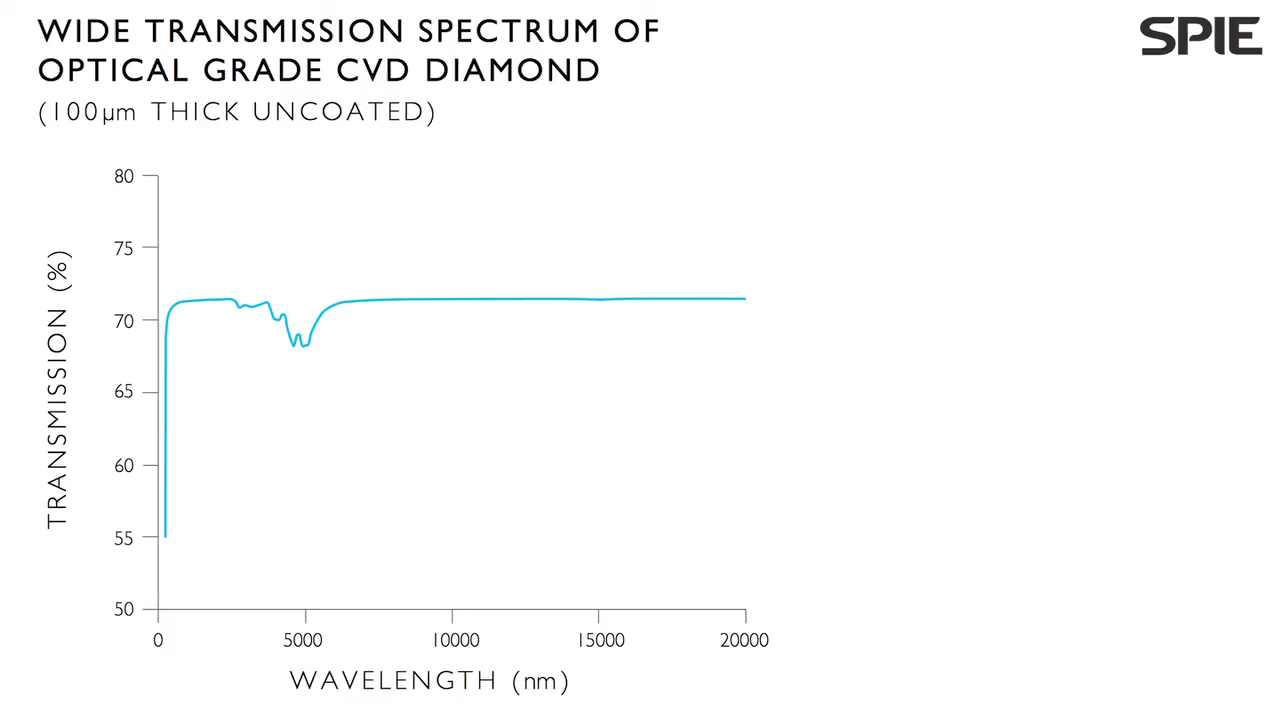 WIDE TRANSMISSION SPECTRUM OF
OPTICAL GRADE CVD DIAMOND
(100µm THICK UNCOATED)
SPIE
80
75
70
65
60
55
50
TRANSMISSION (%)
0 5000 10000 15000 20000
WAVELENGTH (nm)